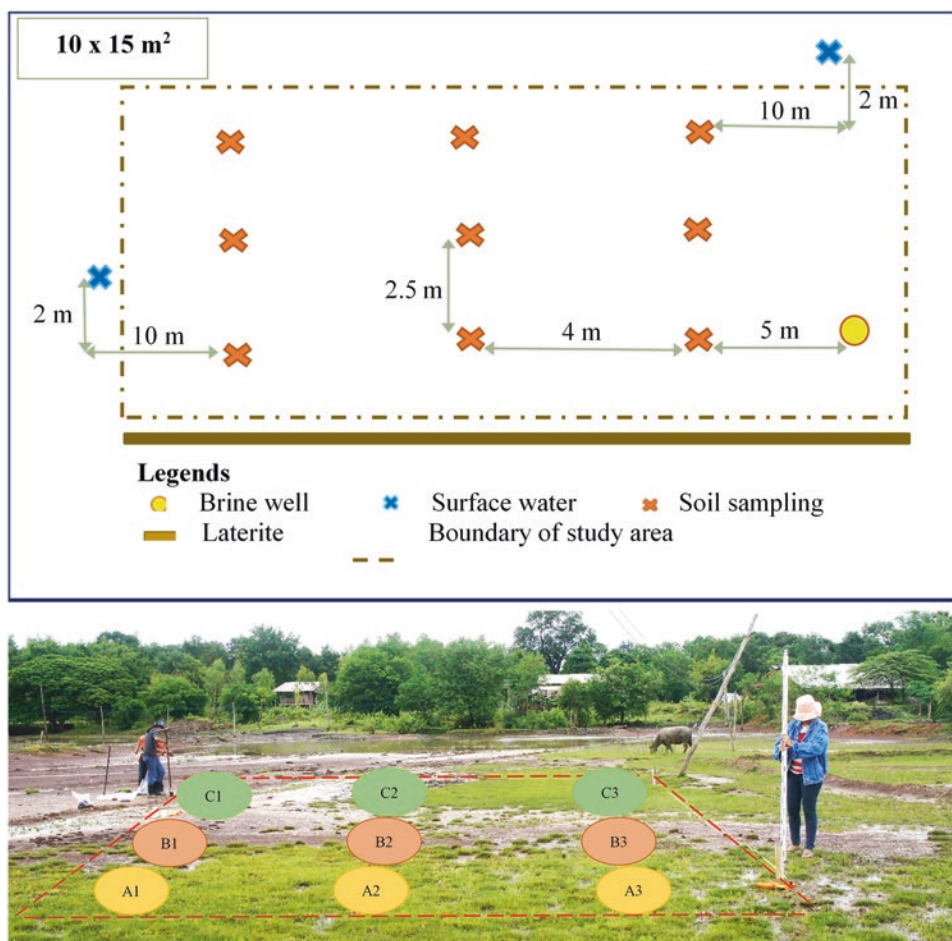 10 x 15 m²
10 m
2 m
2.5 m
2 m
10 m
4 m
5 m
Legends
Brine well
Surface water
Soil sampling
Laterite
Boundary of study area
C1
C2
C3
B1
B2
B3
A1
A2
A3